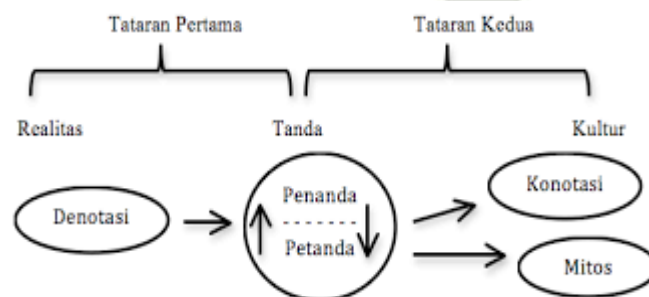 Tataran Pertama Tataran Kedua
Realitas Tanda Kultur
Denotasi
Penanda
Petanda
Konotasi
Mitos